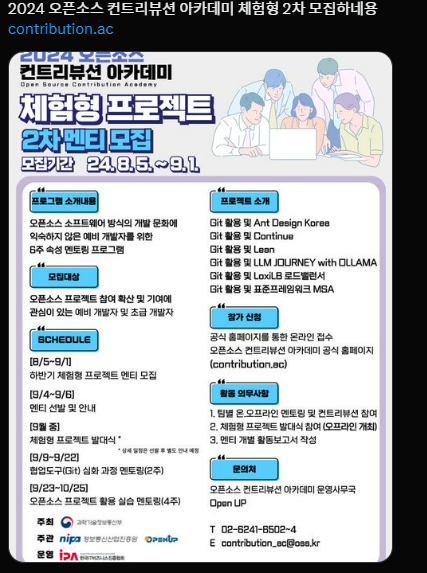 2024 오픈소스 컨트리뷰션 아카데미 체험형 2차 모집하네용
contribution.ac
2024 오픈소스
컨트리뷰션 아카데미
Open Source Contribution Academy
체험형 프로젝트
2차 멘티 모집
모집기간 24.8.5.~9.1.
프로그램 소개내용
오픈소스 소프트웨어 방식의 개발 문화에
익숙하지 않은 예비 개발자를 위한
6주 속성 멘토링 프로그램
모집대상
오픈소스 프로젝트 참여 확산 및 기여에
관심이 있는 예비 개발자 및 초급 개발자
SCHEDULE
[8/5~9/1]
하반기 체험형 프로젝트 멘티 모집
[9/4~9/6]
멘티 선발 및 안내
[9월 중]
체험형 프로젝트 발대식 *
* 상세 일정은 선발 후 별도 안내 예정
[9/9~9/22]
협업도구(Git) 심화 과정 멘토링(2주)
[9/23~10/25]
오픈소스 프로젝트 활용 실습 멘토링(4주)
주최 과학기술정보통신부
주관 nipa 정보통신산업진흥원 OPENUP
운영 iPA 한국IT비즈니스진흥협회
프로젝트 소개
Git 활용 및 Ant Design Korea
Git 활용 및 Continue
Git 활용 및 Lean
Git 활용 및 LLM JOURNEY with OLLAMA
Git 활용 및 LoxiLB 로드밸런서
Git 활용 및 표준프레임워크 MSA
참가 신청
공식 홈페이지를 통한 온라인 접수
오픈소스 컨트리뷰션 아카데미 공식 홈페이지
(contribution.ac)
활동 의무사항
1. 팀별 온.오프라인 멘토링 및 컨트리뷰션 참여
2. 체험형 프로젝트 발대식 참여 (오프라인 개최)
3. 멘티 개별 활동보고서 작성
문의처
오픈소스 컨트리뷰션 아카데미 운영사무국
Open UP
T 02-6241-6502~4
E contribution_ac@oss.kr